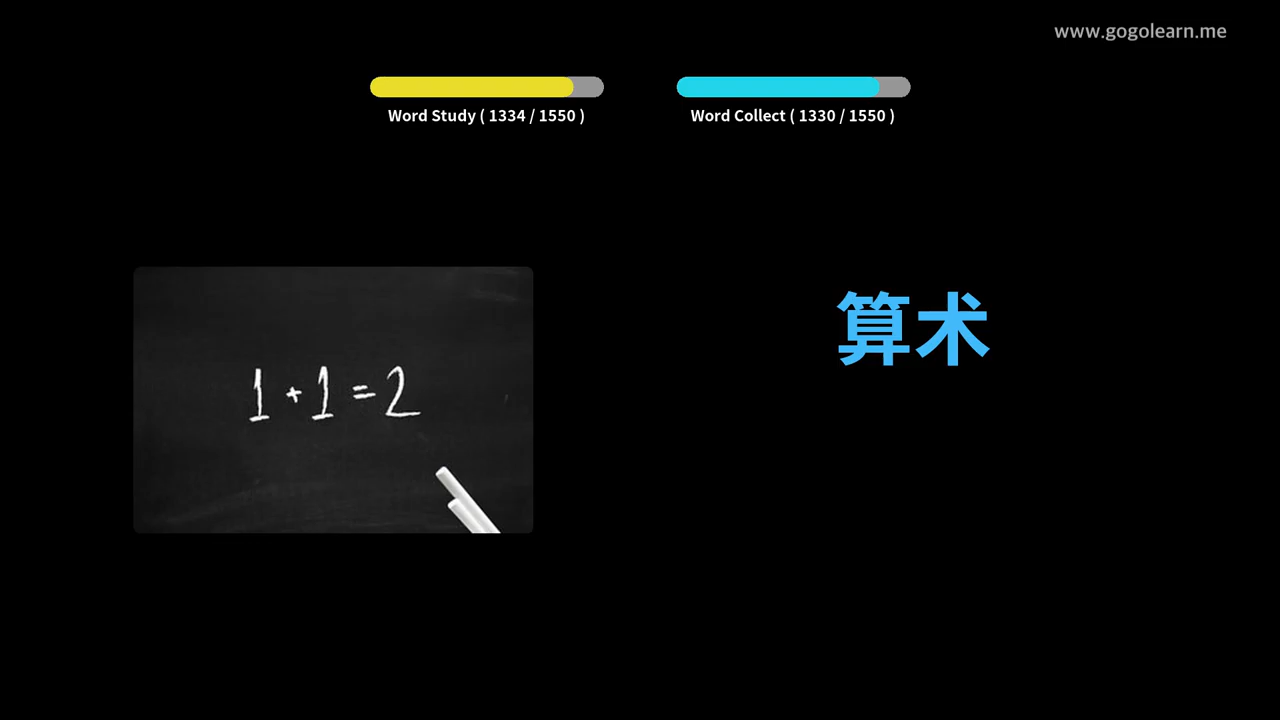 www.gogolearn.me
Word Study ( 1334 / 1550 )
Word Collect ( 1330 / 1550 )
算术
1 + 1 = 2